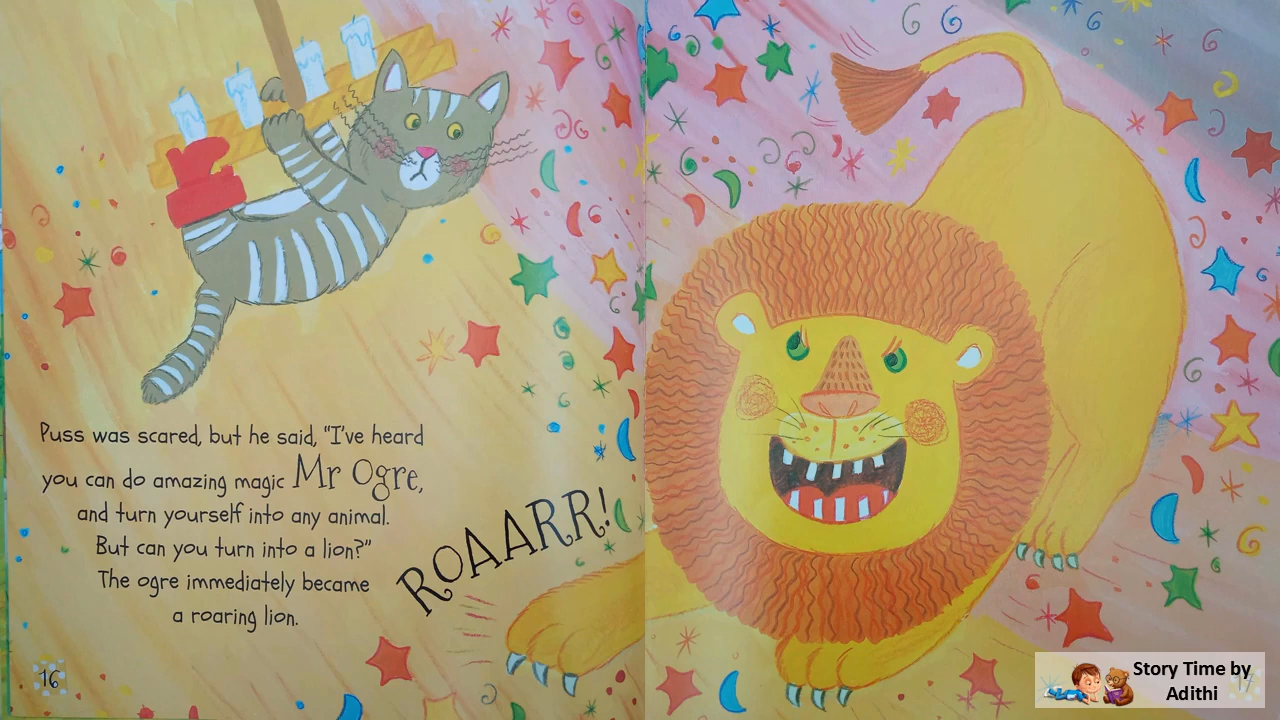 Puss was scared, but he said, "I've heard
you can do amazing magic Mr Ogre,
and turn yourself into any animal.
But can you turn into a lion?"
The ogre immediately became
a roaring lion.
ROAARR!
16
17
Story Time by
Adithi